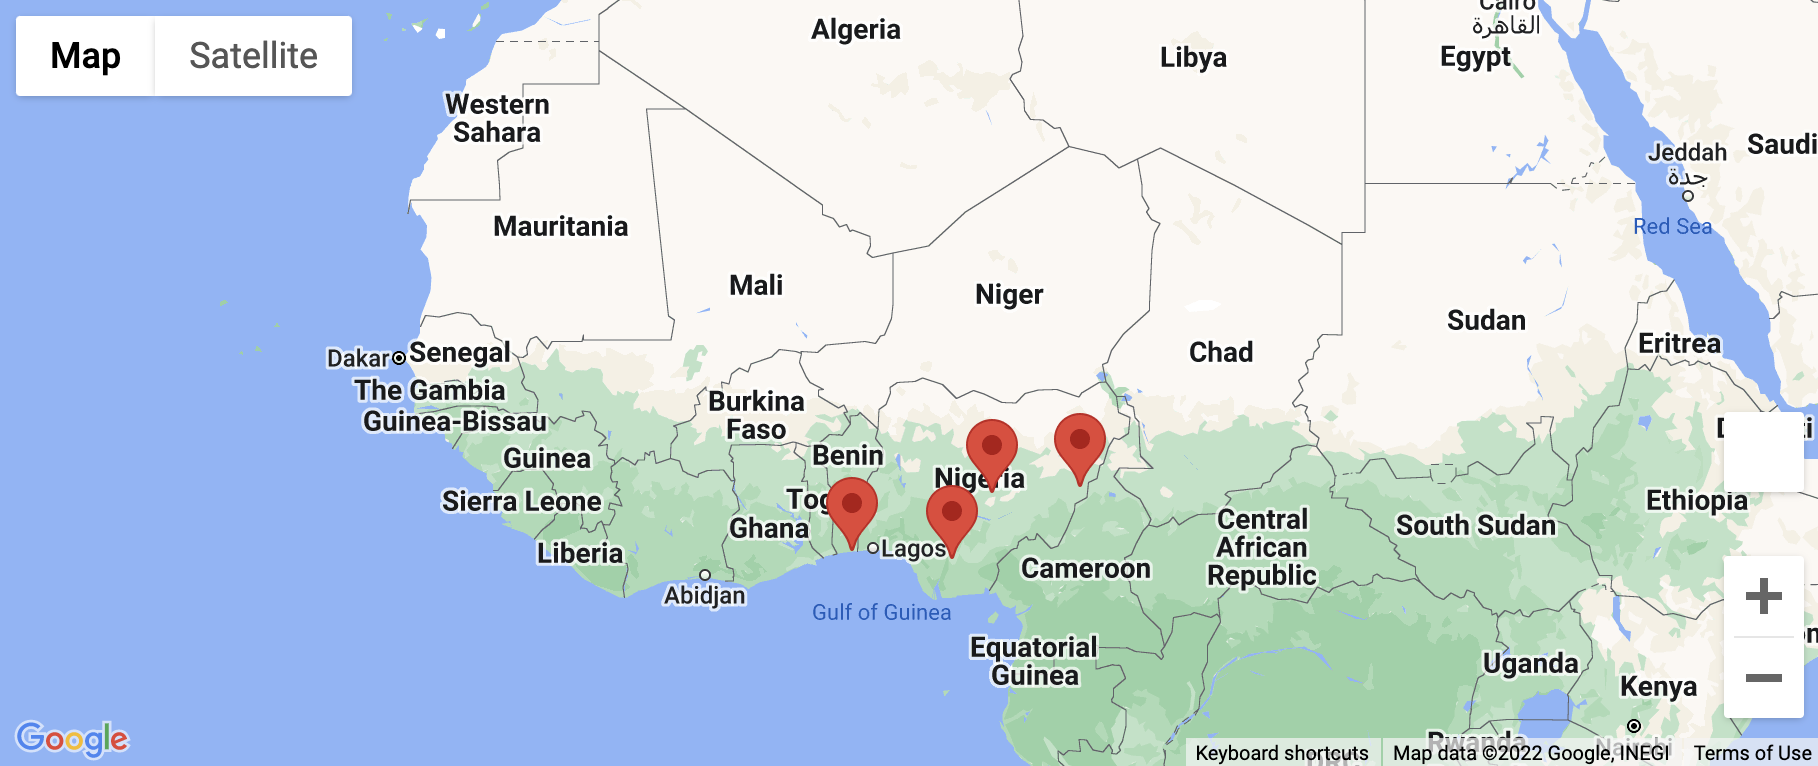 Map
Satellite
Algeria
Libya
Cairo
القاهرة
Egypt
Western
Sahara
Jeddah
جدة
Saudi
Mauritania
Red Sea
Mali
Niger
Sudan
Chad
Eritrea
Dakar
Senegal
The Gambia
Guinea-Bissau
Burkina
Faso
Guinea
Benin
Nigeria
Sierra Leone
Ethiopia
Ghana
Central
African
Republic
South Sudan
Liberia
Lagos
Cameroon
Abidjan
Gulf of Guinea
Equatorial
Guinea
Uganda
Kenya
Google
Rwanda
Nairobi
Keyboard shortcuts
Map data ©2022 Google, INEGI
Terms of Use